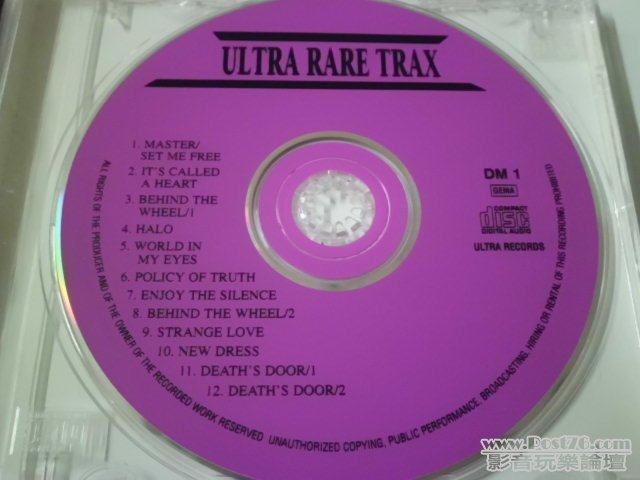 ULTRA RARE TRAX
1. MASTER/
SET ME FREE
2. IT'S CALLED
A HEART
3. BEHIND THE
WHEEL/1
4. HALO
5. WORLD IN
MY EYES
6. POLICY OF TRUTH
7. ENJOY THE SILENCE
8. BEHIND THE WHEEL/2
9. STRANGE LOVE
10. NEW DRESS
11. DEATH'S DOOR/1
12. DEATH'S DOOR/2
DM 1
GEMA
COMPACT
disc
DIGITAL AUDIO
ULTRA RECORDS
ALL RIGHTS OF THE PRODUCER AND OF THE OWNER OF THE RECORDED WORK RESERVED UNAUTHORIZED COPYING, PUBLIC PERFORMANCE, BROADCASTING, HIRING OR RENTAL OF THIS RECORDING PROHIBITED
www.Post76.com
影音玩樂論壇